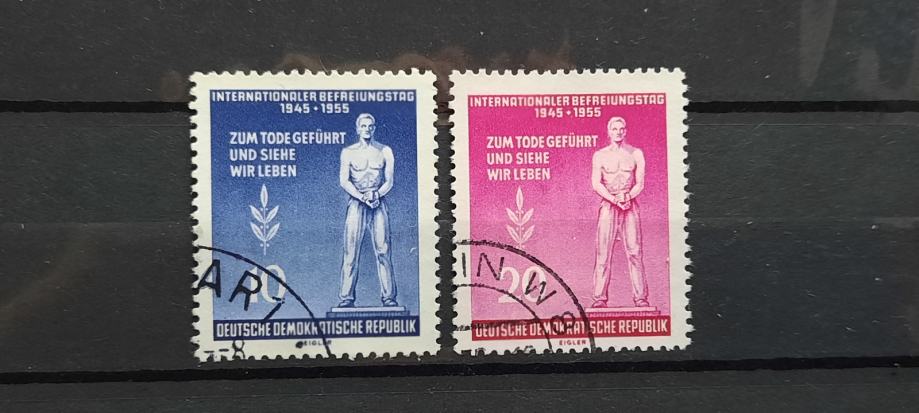 INTERNATIONALER BEFREIUNGSTAG
1945 • 1955
ZUM TODE GEFÜHRT
UND SIEHE
WIR LEBEN
10
DEUTSCHE DEMOKRATISCHE REPUBLIK
EIGLER
INTERNATIONALER BEFREIUNGSTAG
1945 • 1955
ZUM TODE GEFÜHRT
UND SIEHE
WIR LEBEN
IN W
20
DEUTSCHE DEMOKRATISCHE REPUBLIK
EIGLER